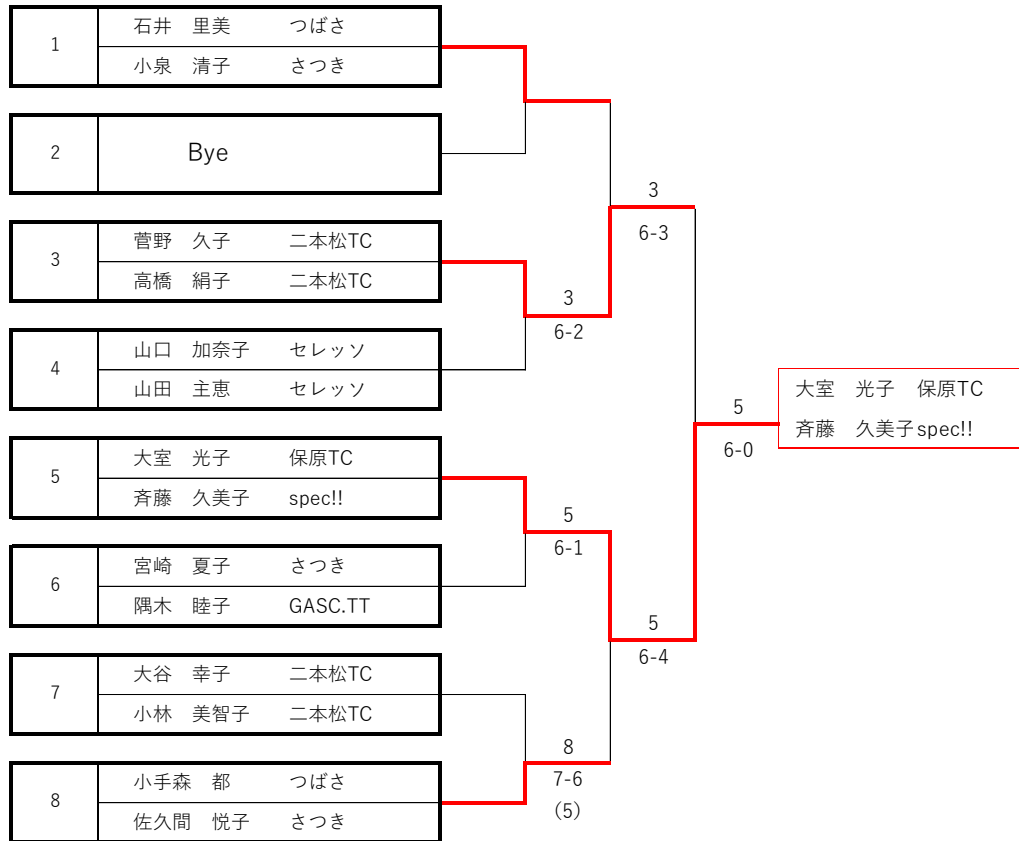 1
石井　里美　つばさ
小泉　清子　さつき
2
Bye
3
菅野　久子　二本松TC
高橋　絹子　二本松TC
4
山口　加奈子　セレッソ
山田　主恵　セレッソ
5
大室　光子　保原TC
斉藤　久美子　spec!!
6
宮崎　夏子　さつき
隅木　睦子　GASC.TT
7
大谷　幸子　二本松TC
小林　美智子　二本松TC
8
小手森　都　つばさ
佐久間　悦子　さつき
3
6-2
5
6-1
8
7-6
(5)
3
6-3
5
6-4
5
6-0
大室　光子　保原TC
斉藤　久美子spec!!